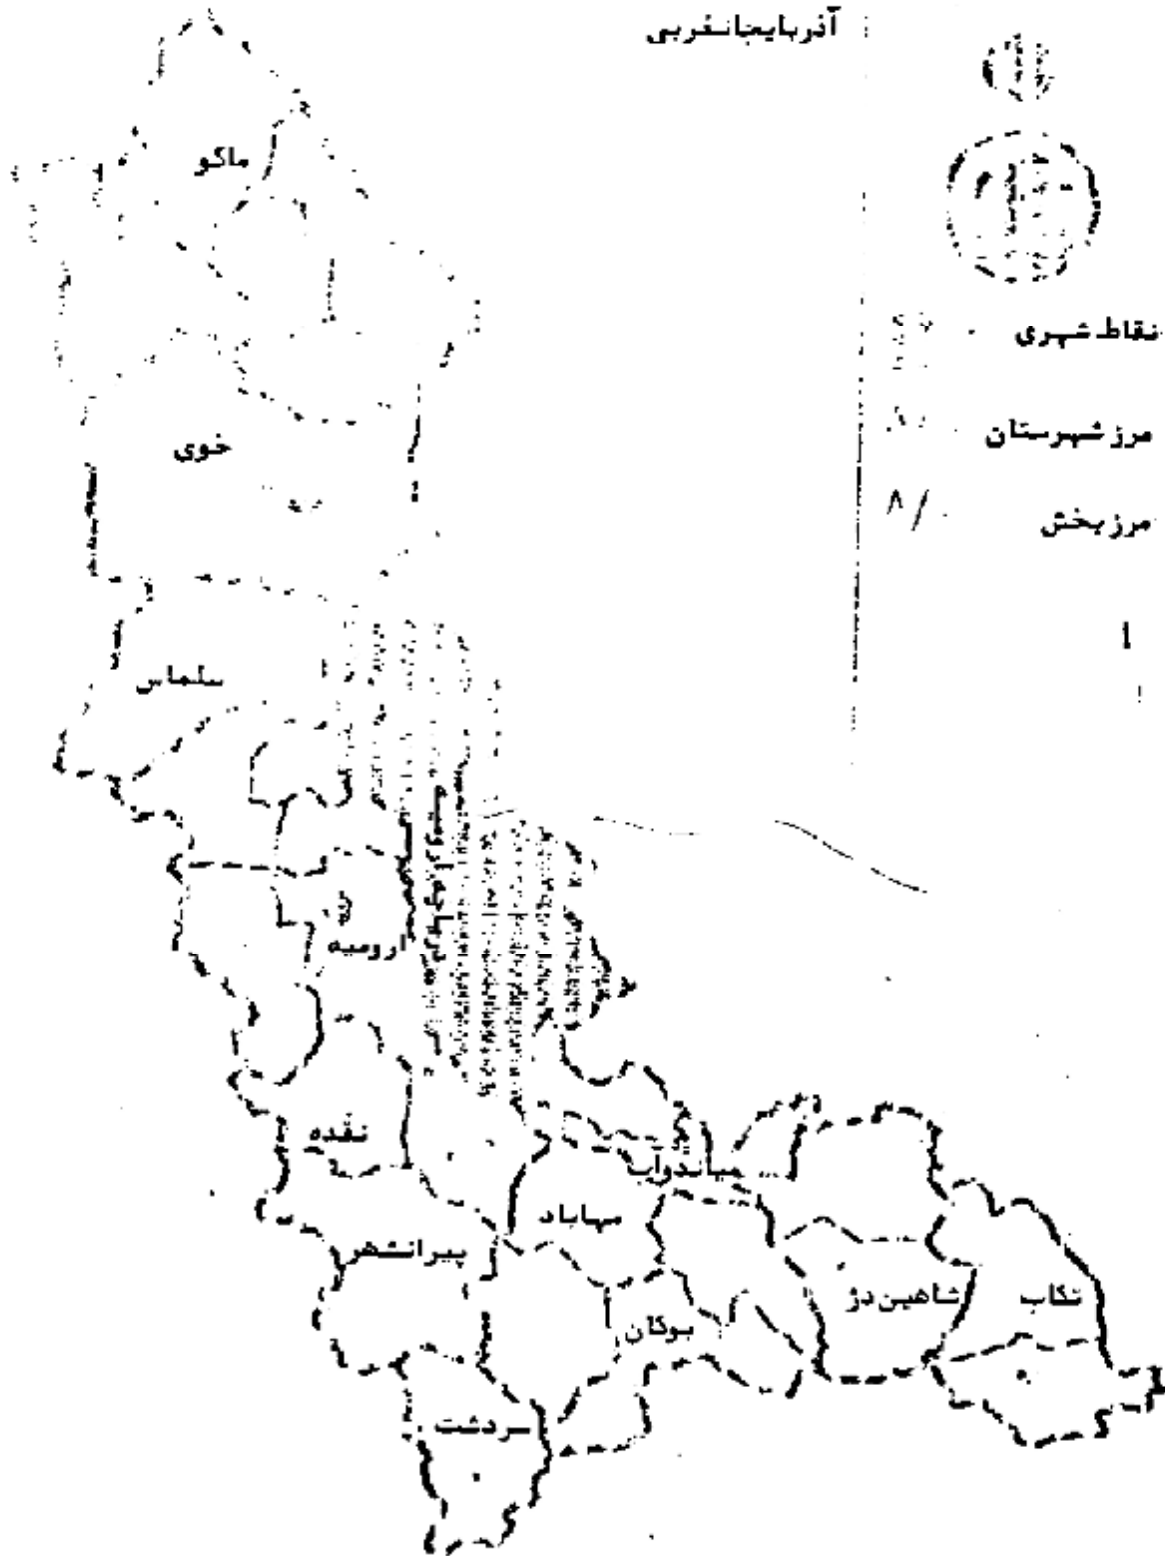 آذربایجانغربی
نقاط شهری
مرز شهرستان
مرز بخش
ماکو
خوی
سلماس
ارومیه
نقده
میاندوآب
مهاباد
پیرانشهر
شاهین دژ
تکاب
بوکان
سردشت